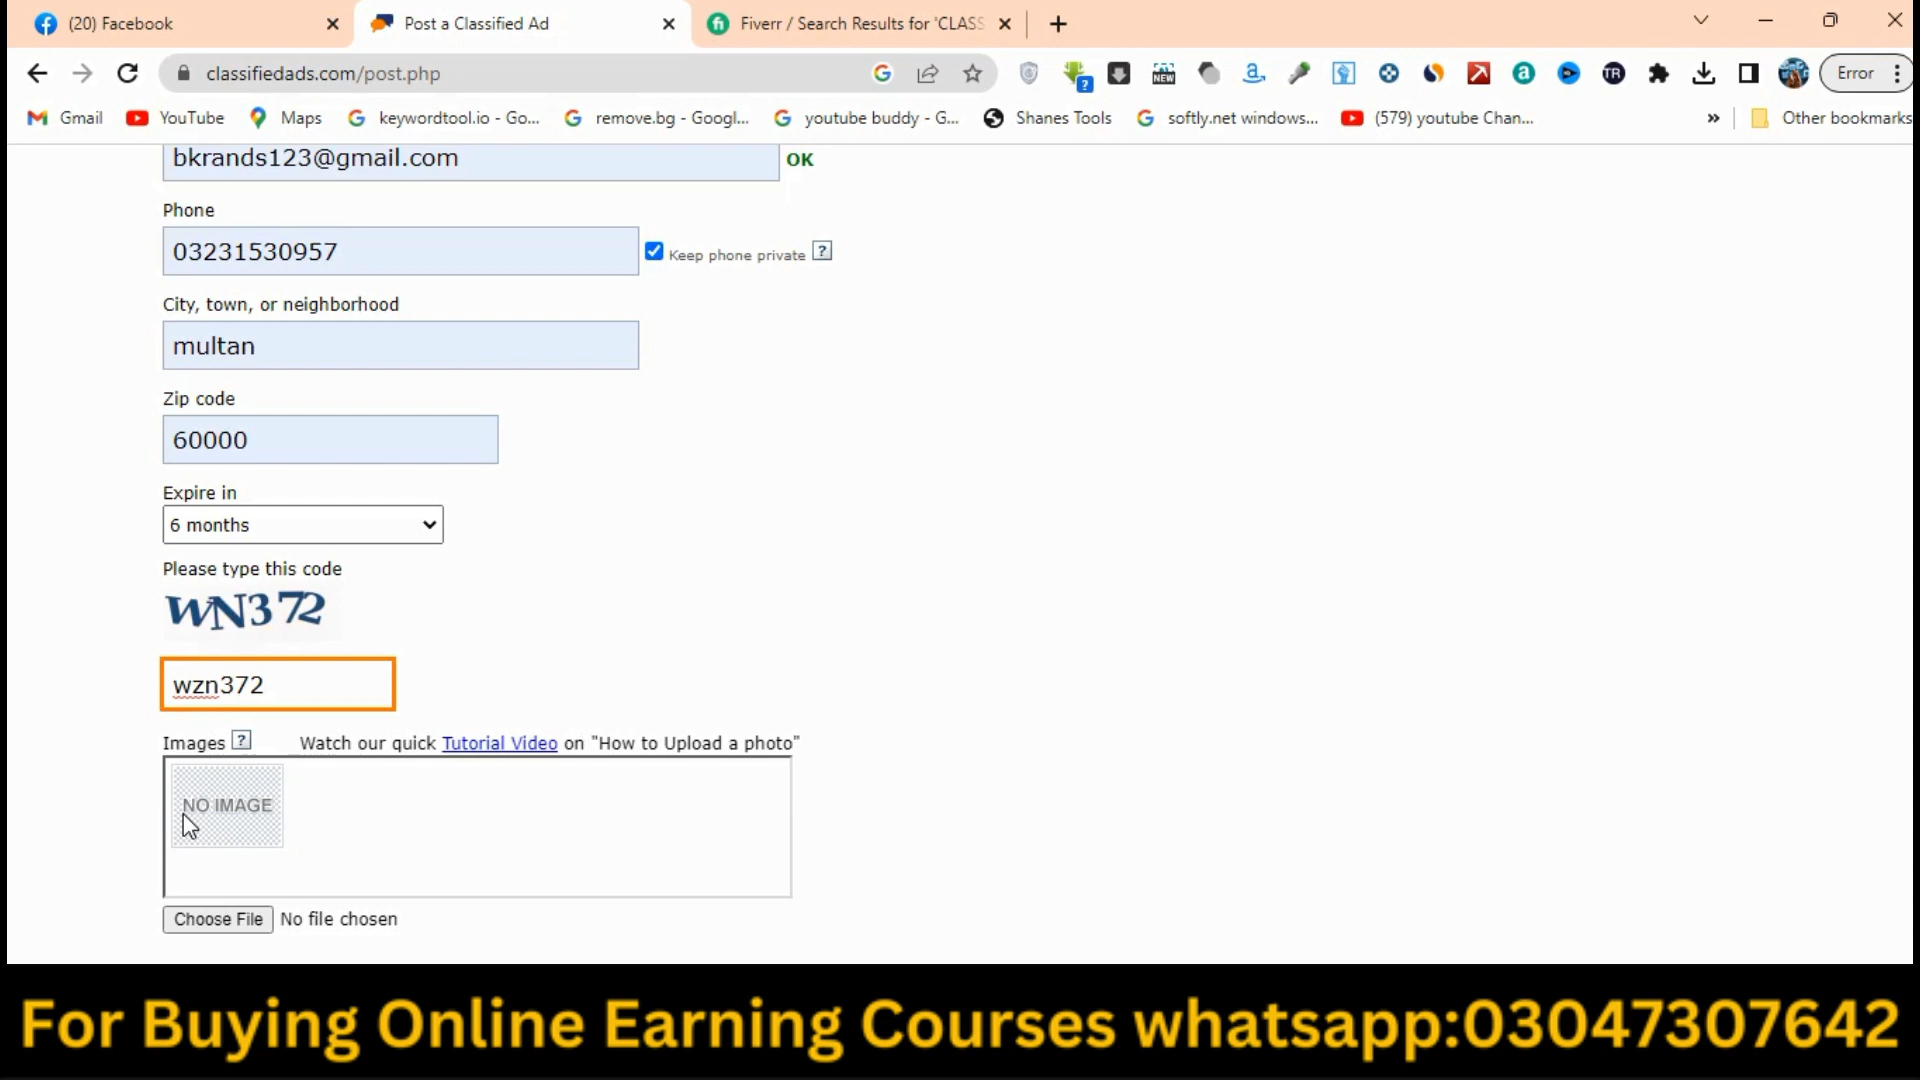 (20) Facebook
Post a Classified Ad
Fiverr / Search Results for 'CLASS
classifiedads.com/post.php
NEW
TR
Error
Gmail
YouTube
Maps
keywordtool.io - Go...
remove.bg - Googl...
youtube buddy - G...
Shanes Tools
softly.net windows...
(579) youtube Chan...
»
Other bookmarks
bkrands123@gmail.com
OK
Phone
03231530957
Keep phone private ?
City, town, or neighborhood
multan
Zip code
60000
Expire in
6 months
Please type this code
WN372
wzn372
Images ? Watch our quick Tutorial Video on "How to Upload a photo"
NO IMAGE
Choose File No file chosen
For Buying Online Earning Courses whatsapp:03047307642